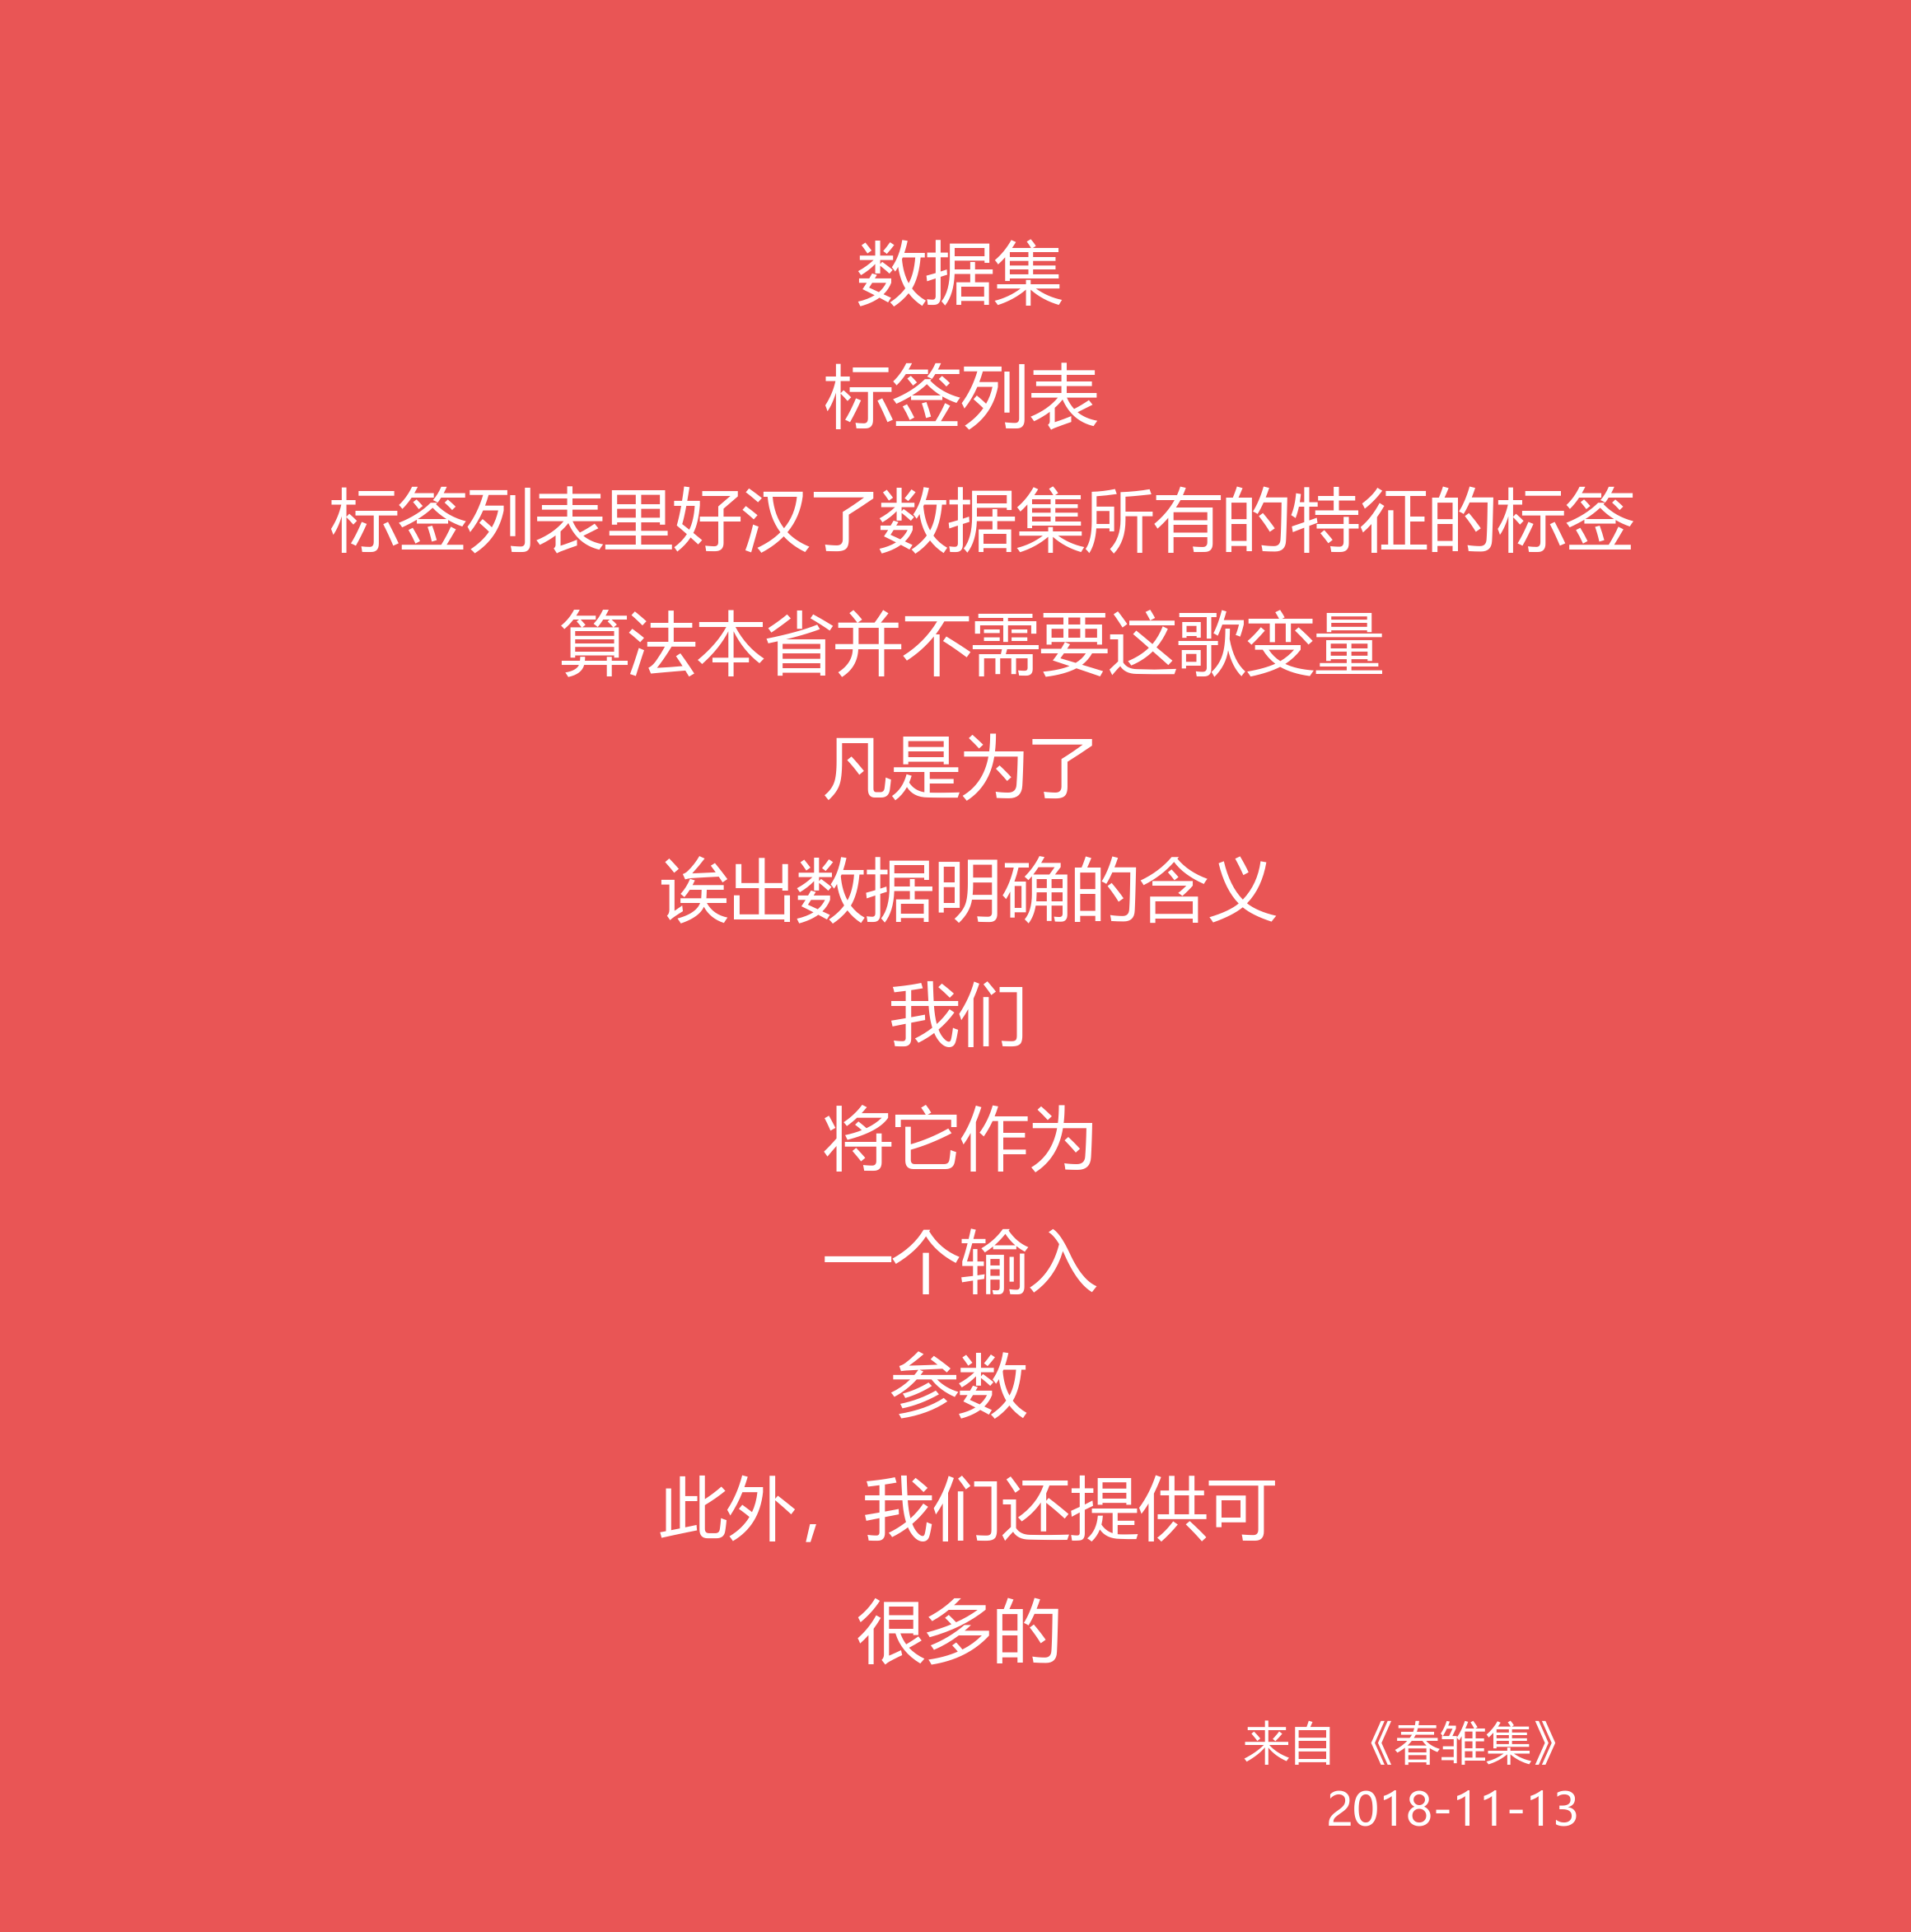 数据集
标签列表
标签列表里好汊了数据集所有的特征的标签
算法本省并不需要这歌变量
凡是为了
诶出数据明确的含义
我们
将它作为
一个输入
参数
此外，我们还提供可
很多的
来自《春雏集》
2018-11-13